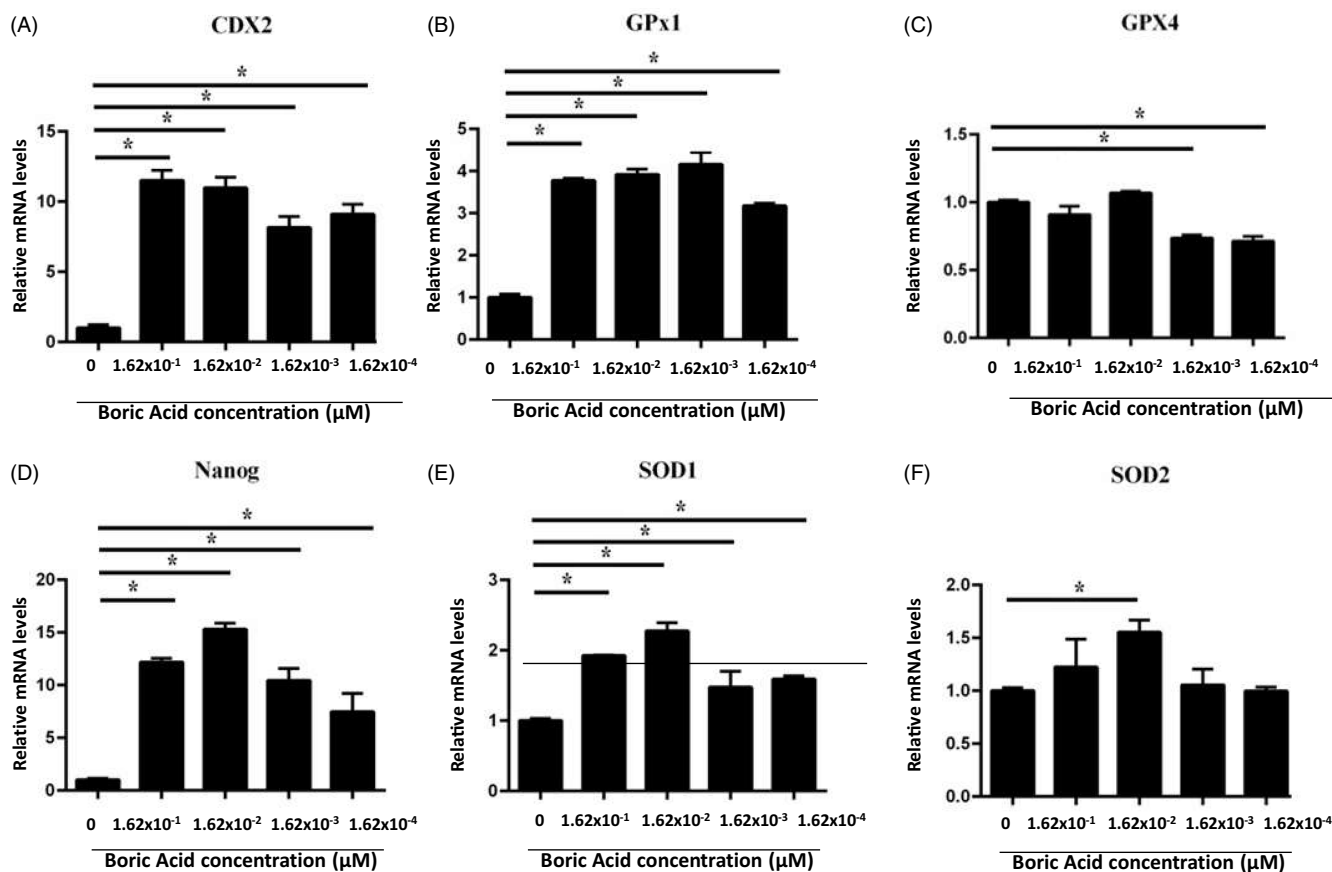 (A) CDX2
(B) GPx1
(C) GPX4
*
*
*
*
Relative mRNA levels
15
10
5
0
0 1.62x10⁻¹ 1.62x10⁻² 1.62x10⁻³ 1.62x10⁻⁴
Boric Acid concentration (µM)
*
*
*
*
Relative mRNA levels
5
4
3
2
1
0
0 1.62x10⁻¹ 1.62x10⁻² 1.62x10⁻³ 1.62x10⁻⁴
Boric Acid concentration (µM)
*
*
Relative mRNA levels
1.5
1.0
0.5
0.0
0 1.62x10⁻¹ 1.62x10⁻² 1.62x10⁻³ 1.62x10⁻⁴
Boric Acid concentration (µM)
(D) Nanog
(E) SOD1
(F) SOD2
*
*
*
*
Relative mRNA levels
20
15
10
5
0
0 1.62x10⁻¹ 1.62x10⁻² 1.62x10⁻³ 1.62x10⁻⁴
Boric Acid concentration (µM)
*
*
*
*
Relative mRNA levels
3
2
1
0
0 1.62x10⁻¹ 1.62x10⁻² 1.62x10⁻³ 1.62x10⁻⁴
Boric Acid concentration (µM)
*
Relative mRNA levels
2.0
1.5
1.0
0.5
0.0
0 1.62x10⁻¹ 1.62x10⁻² 1.62x10⁻³ 1.62x10⁻⁴
Boric Acid concentration (µM)